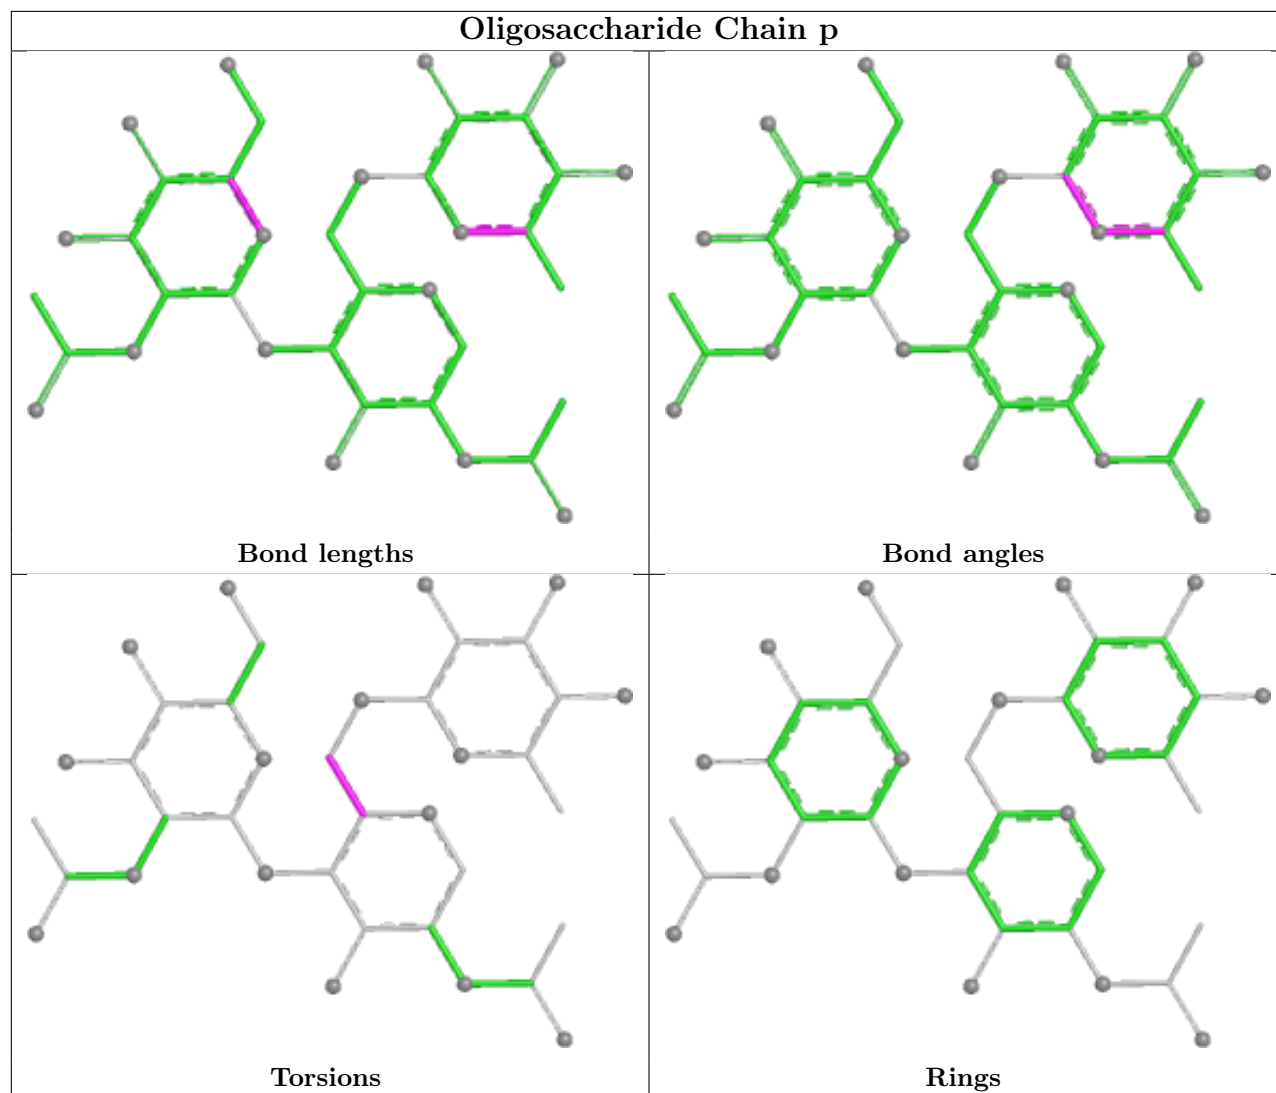 Oligosaccharide Chain p
Bond lengths
Bond angles
Torsions
Rings